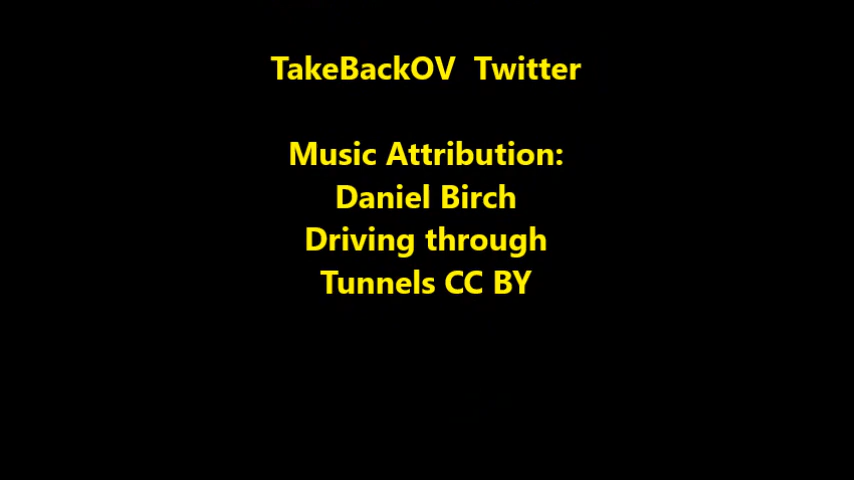 TakeBackOV  Twitter
Music Attribution:
Daniel Birch
Driving through
Tunnels CC BY